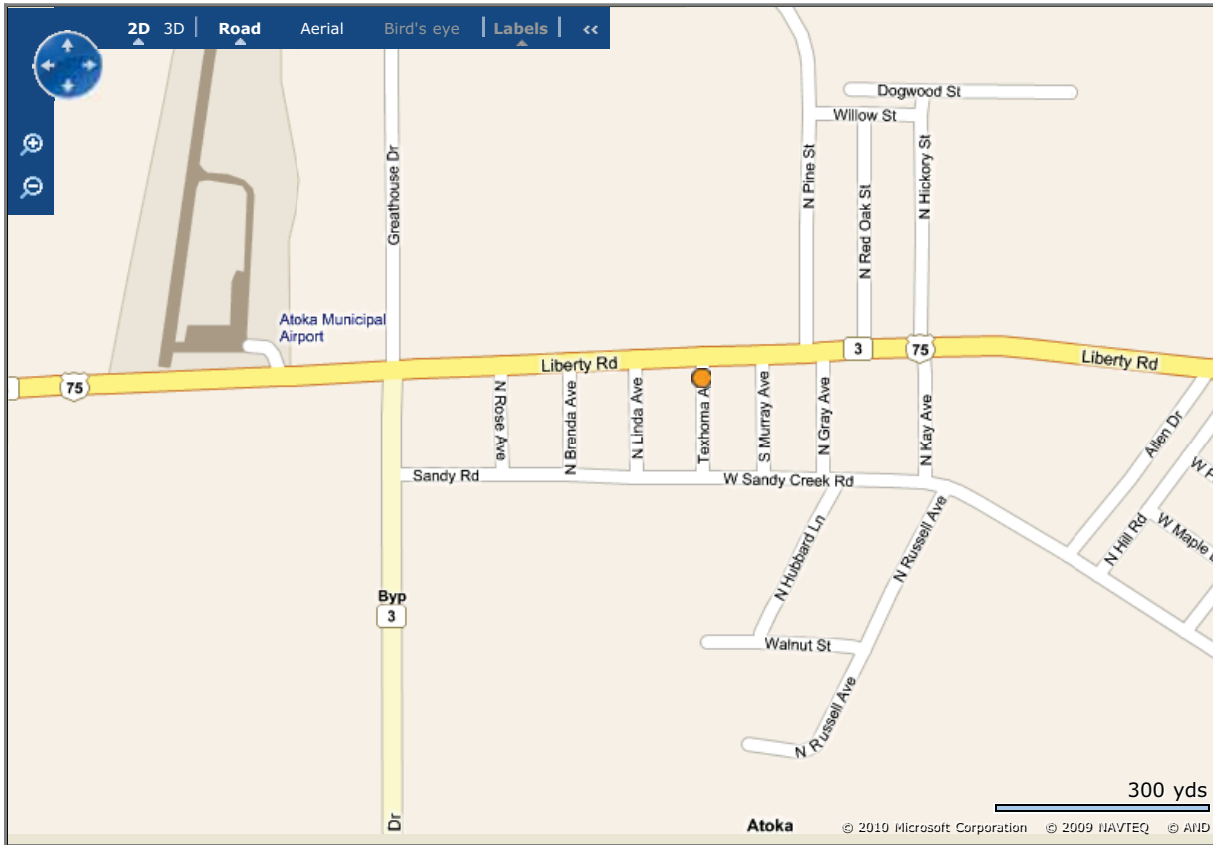 2D 3D Road Aerial Bird's eye Labels <<
Dogwood St
Willow St
N Pine St
N Red Oak St
N Hickory St
Greathouse Dr
Atoka Municipal
Airport
75
Liberty Rd
3
75
Liberty Rd
N Rose Ave
N Brenda Ave
N Linda Ave
Texhoma A
S Murray Ave
N Gray Ave
N Kay Ave
Allen Dr
Sandy Rd
W Sandy Creek Rd
N Hubbard Ln
N Russell Ave
N Hill Rd
W Maple
Byp
3
Walnut St
N Russell Ave
Dr
300 yds
Atoka
© 2010 Microsoft Corporation © 2009 NAVTEQ © AND